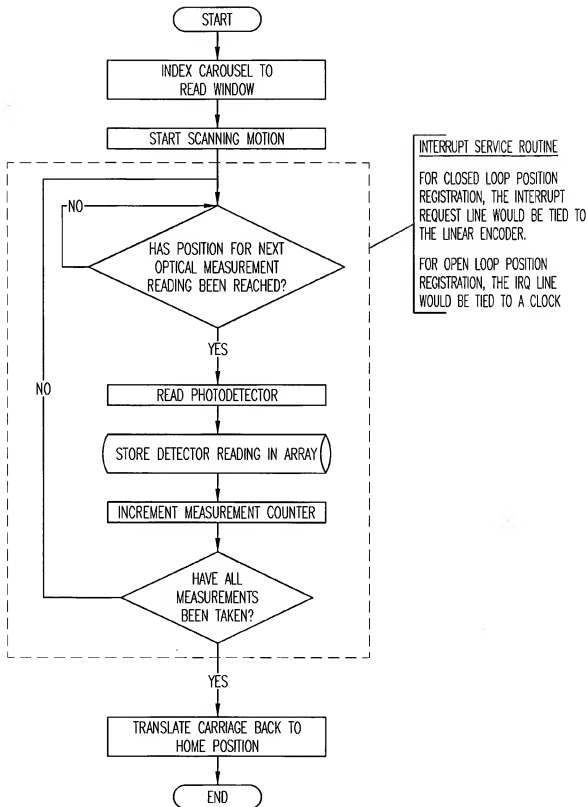 START
INDEX CAROUSEL TO
READ WINDOW
START SCANNING MOTION
INTERRUPT SERVICE ROUTINE
FOR CLOSED LOOP POSITION
REGISTRATION, THE INTERRUPT
REQUEST LINE WOULD BE TIED TO
THE LINEAR ENCODER.
FOR OPEN LOOP POSITION
REGISTRATION, THE IRQ LINE
WOULD BE TIED TO A CLOCK
NO
HAS POSITION FOR NEXT
OPTICAL MEASUREMENT
READING BEEN REACHED?
YES
NO
READ PHOTODETECTOR
STORE DETECTOR READING IN ARRAY
INCREMENT MEASUREMENT COUNTER
HAVE ALL
MEASUREMENTS
BEEN TAKEN?
YES
TRANSLATE CARRIAGE BACK TO
HOME POSITION
END